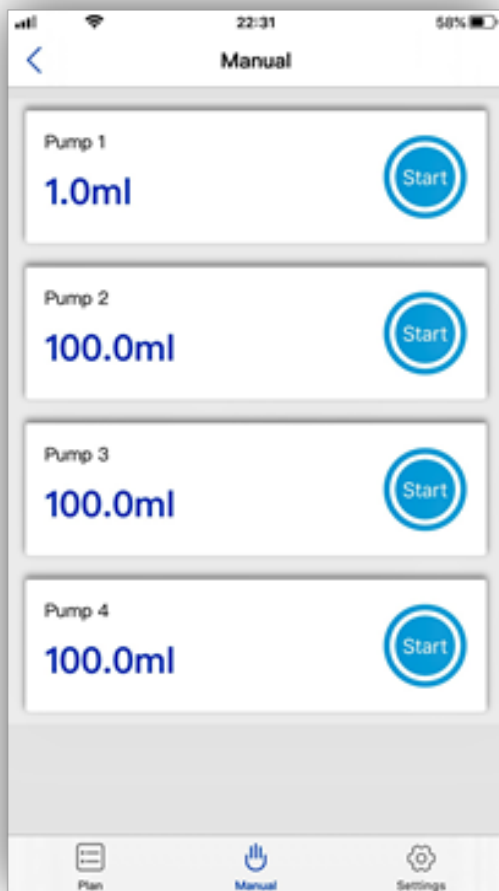 22:31 58%
Manual
Pump 1
1.0ml
Start
Pump 2
100.0ml
Start
Pump 3
100.0ml
Start
Pump 4
100.0ml
Start
Plan Manual Settings